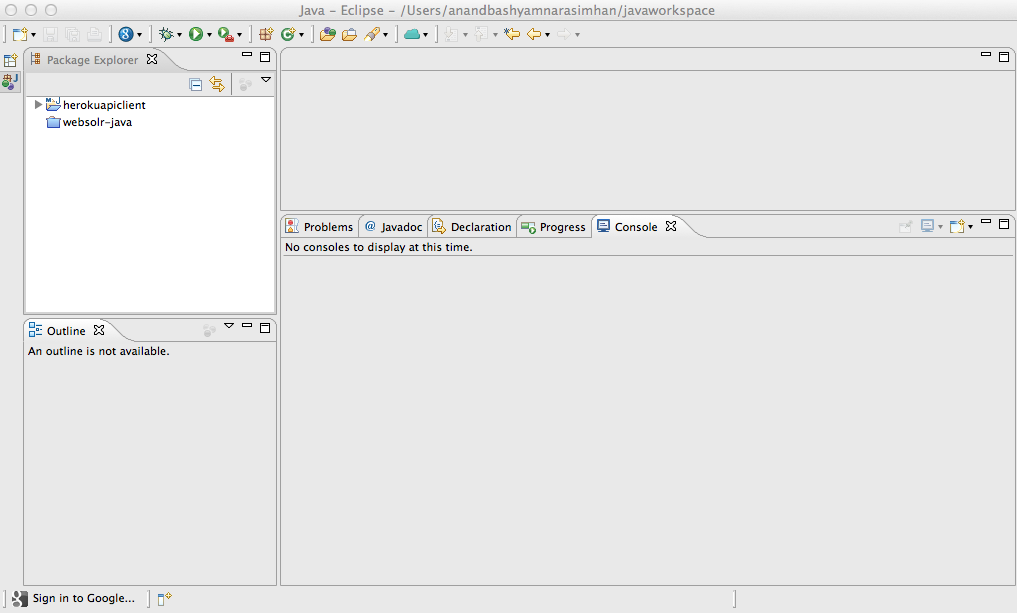 Java – Eclipse – /Users/anandbashyamnarasimhan/javaworkspace
Package Explorer
herokuapiclient
websolr-java
Problems
@ Javadoc
Declaration
Progress
Console
No consoles to display at this time.
Outline
An outline is not available.
Sign in to Google...